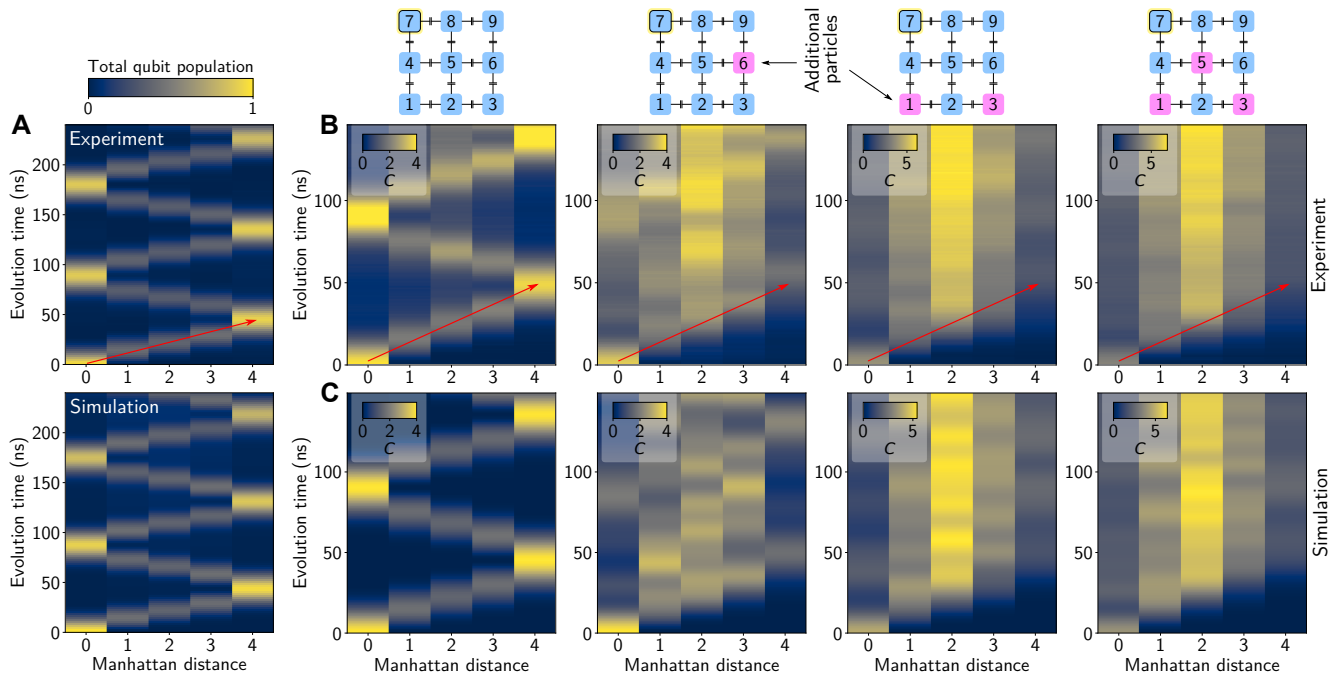 7 8 9
4 5 6
1 2 3
7 8 9
4 5 6
1 2 3
7 8 9
4 5 6
1 2 3
7 8 9
4 5 6
1 2 3
Additional
particles
Total qubit population
0 1
A
Experiment
Evolution time (ns)
200
150
100
50
0
0 1 2 3 4
B
0 2 4
C
Evolution time (ns)
100
50
0
0 1 2 3 4
0 2 4
C
100
50
0
0 1 2 3 4
0 5
C
100
50
0
0 1 2 3 4
0 5
C
100
50
0
0 1 2 3 4
Experiment
Simulation
Evolution time (ns)
200
150
100
50
0
0 1 2 3 4
Manhattan distance
C
0 2 4
C
Evolution time (ns)
100
50
0
0 1 2 3 4
Manhattan distance
0 2 4
C
100
50
0
0 1 2 3 4
Manhattan distance
0 5
C
100
50
0
0 1 2 3 4
Manhattan distance
0 5
C
100
50
0
0 1 2 3 4
Manhattan distance
Simulation